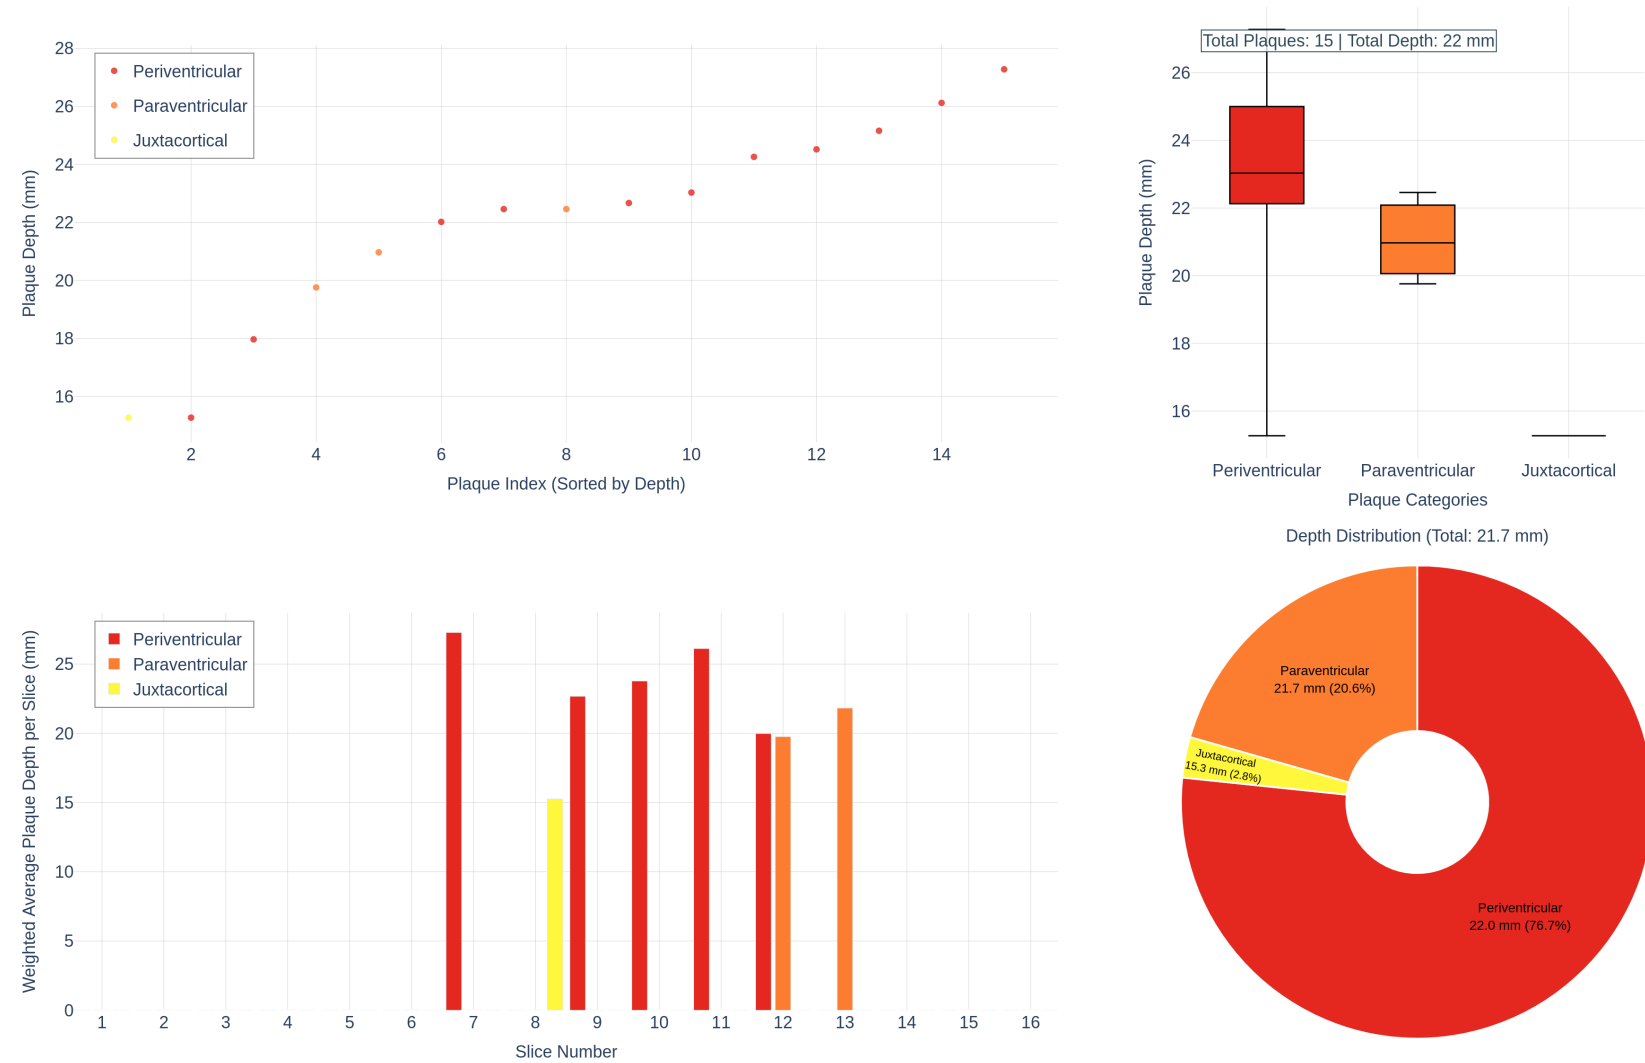 28
26
24
22
20
18
16
Plaque Depth (mm)
Periventricular
Paraventricular
Juxtacortical
2
4
6
8
10
12
14
Plaque Index (Sorted by Depth)
Total Plaques: 15 | Total Depth: 22 mm
26
24
22
20
18
16
Plaque Depth (mm)
Periventricular
Paraventricular
Juxtacortical
Plaque Categories
25
20
15
10
5
0
Weighted Average Plaque Depth per Slice (mm)
Periventricular
Paraventricular
Juxtacortical
1
2
3
4
5
6
7
8
9
10
11
12
13
14
15
16
Slice Number
Depth Distribution (Total: 21.7 mm)
Paraventricular
21.7 mm (20.6%)
Juxtacortical
15.3 mm (2.8%)
Periventricular
22.0 mm (76.7%)